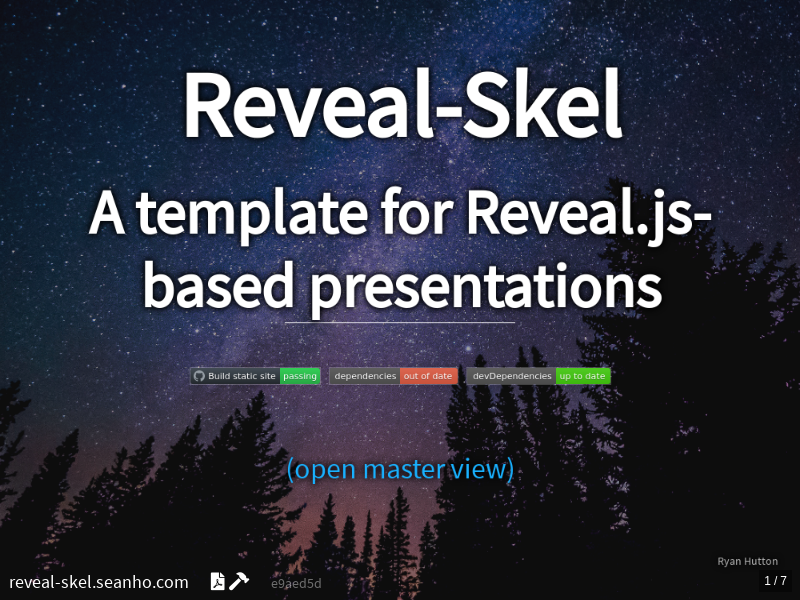 Reveal-Skel
A template for Reveal.js-
based presentations
Build static site passing dependencies out of date devDependencies up to date
(open master view)
Ryan Hutton
reveal-skel.seanho.com e9aed5d 1 / 7